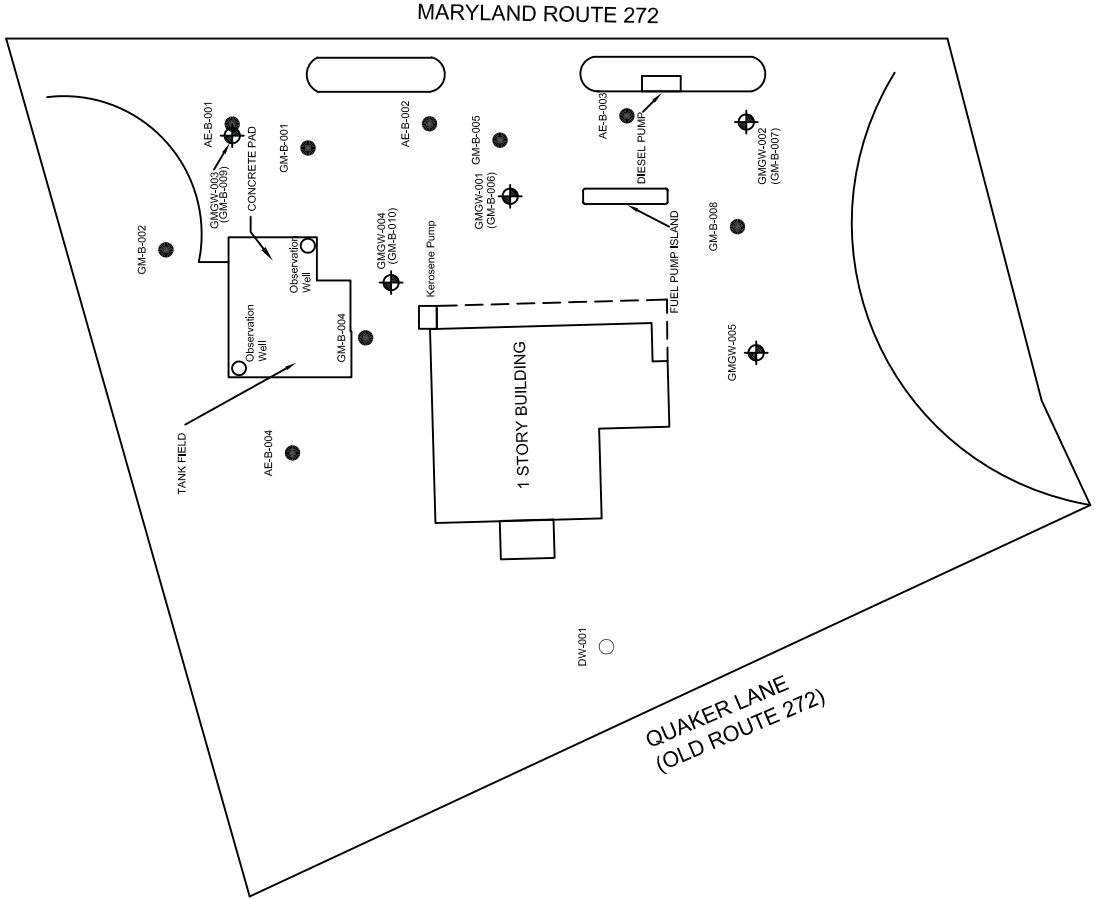 MARYLAND ROUTE 272
AE-B-001
GMGW-003
(GM-B-009)
CONCRETE PAD
GM-B-001
AE-B-002
GM-B-005
GMGW-001
(GM-B-006)
AE-B-003
DIESEL PUMP
GMGW-002
(GM-B-007)
GM-B-002
Observation
Well
GMGW-004
(GM-B-010)
Kerosene Pump
FUEL PUMP ISLAND
GM-B-008
Observation
Well
GM-B-004
GMGW-005
TANK FIELD
AE-B-004
1 STORY BUILDING
DW-001
QUAKER LANE
(OLD ROUTE 272)